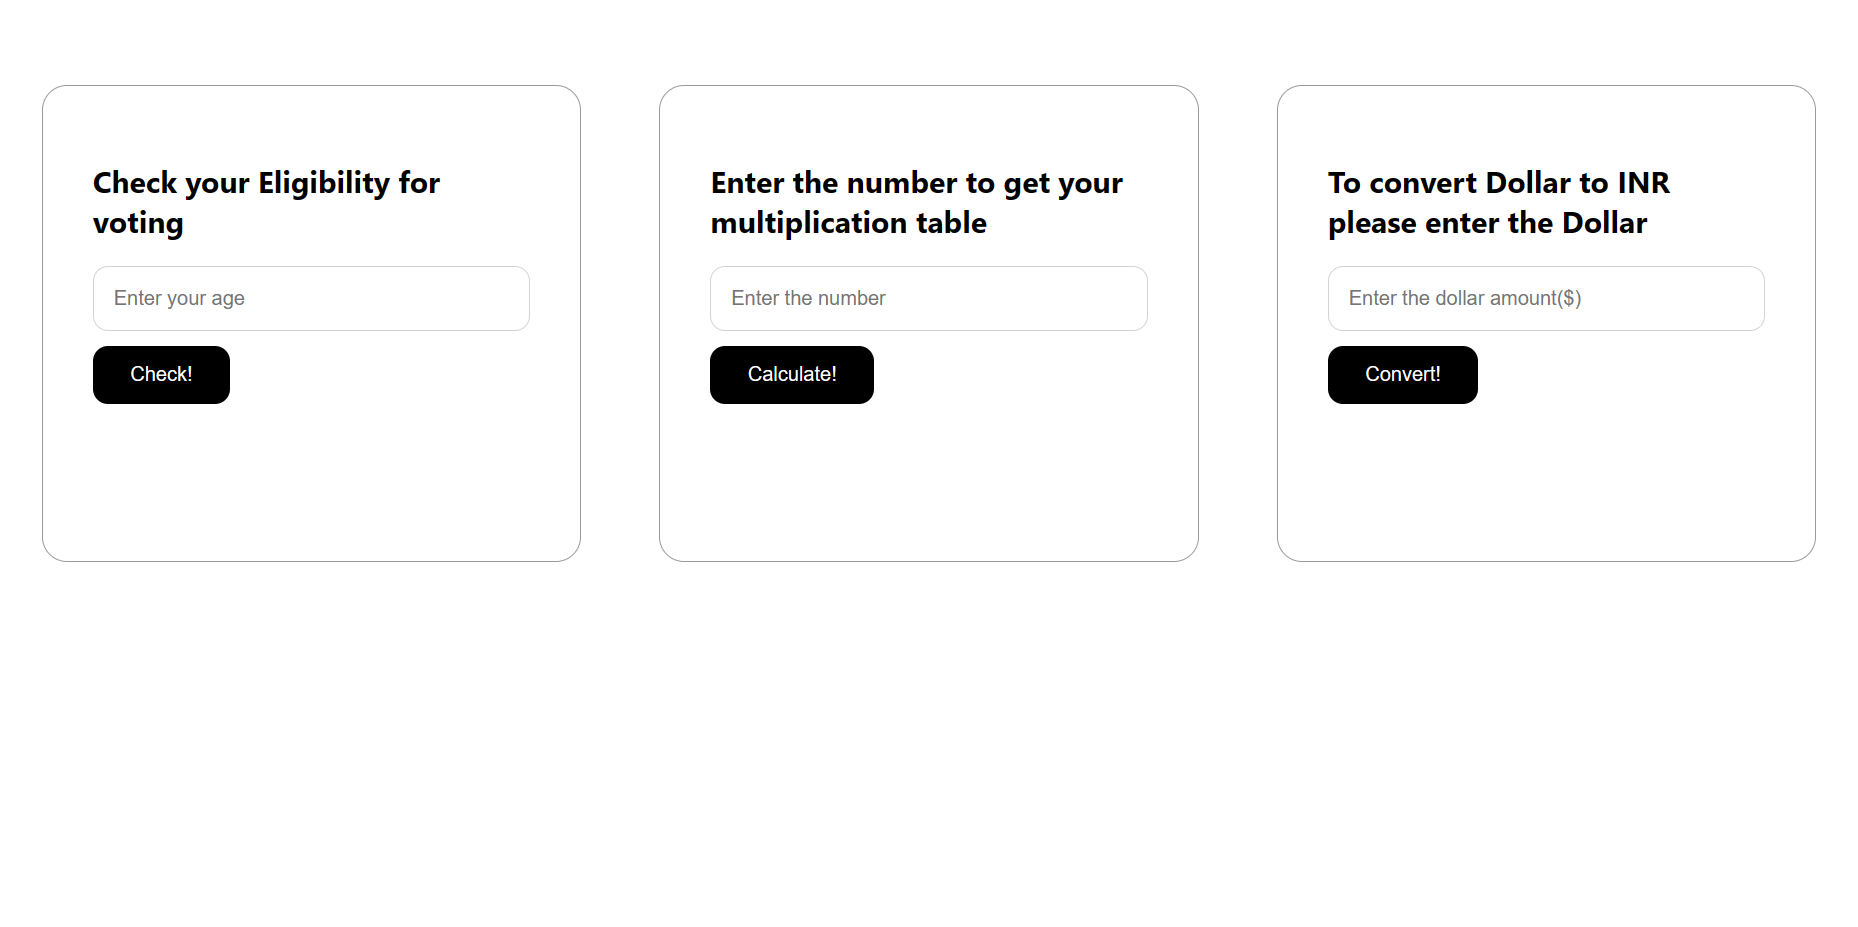 Check your Eligibility for
voting
Enter your age
Check!
Enter the number to get your
multiplication table
Enter the number
Calculate!
To convert Dollar to INR
please enter the Dollar
Enter the dollar amount($)
Convert!